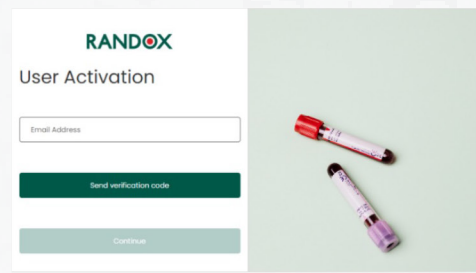 RANDOX
User Activation
Email Address
Send verification code
Continue